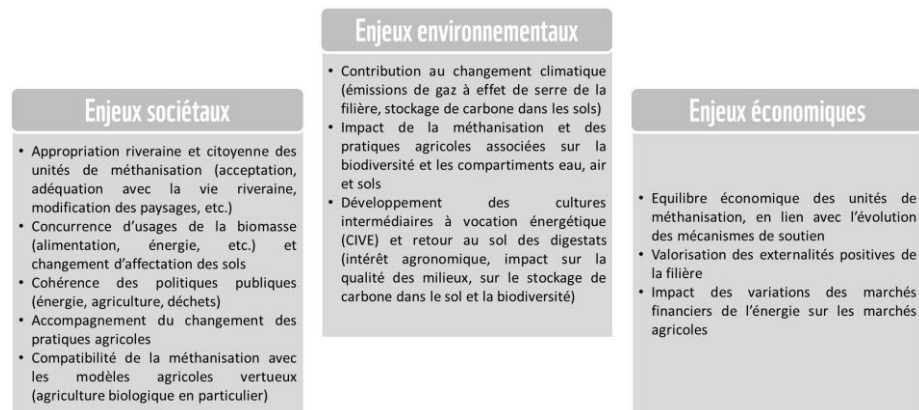 Enjeux sociétaux
• Appropriation riveraine et citoyenne des
unités de méthanisation (acceptation,
adéquation avec la vie riveraine,
modification des paysages, etc.)
• Concurrence d'usages de la biomasse
(alimentation, énergie, etc.) et
changement d'affectation des sols
• Cohérence des politiques publiques
(énergie, agriculture, déchets)
• Accompagnement du changement des
pratiques agricoles
• Compatibilité de la méthanisation avec
les modèles agricoles vertueux
(agriculture biologique en particulier)
Enjeux environnementaux
• Contribution au changement climatique
(émissions de gaz à effet de serre de la
filière, stockage de carbone dans les sols)
• Impact de la méthanisation et des
pratiques agricoles associées sur la
biodiversité et les compartiments eau, air
et sols
• Développement des cultures
intermédiaires à vocation énergétique
(CIVE) et retour au sol des digestats
(intérêt agronomique, impact sur la
qualité des milieux, sur le stockage de
carbone dans le sol et la biodiversité)
Enjeux économiques
• Equilibre économique des unités de
méthanisation, en lien avec l'évolution
des mécanismes de soutien
• Valorisation des externalités positives de
la filière
• Impact des variations des marchés
financiers de l'énergie sur les marchés
agricoles